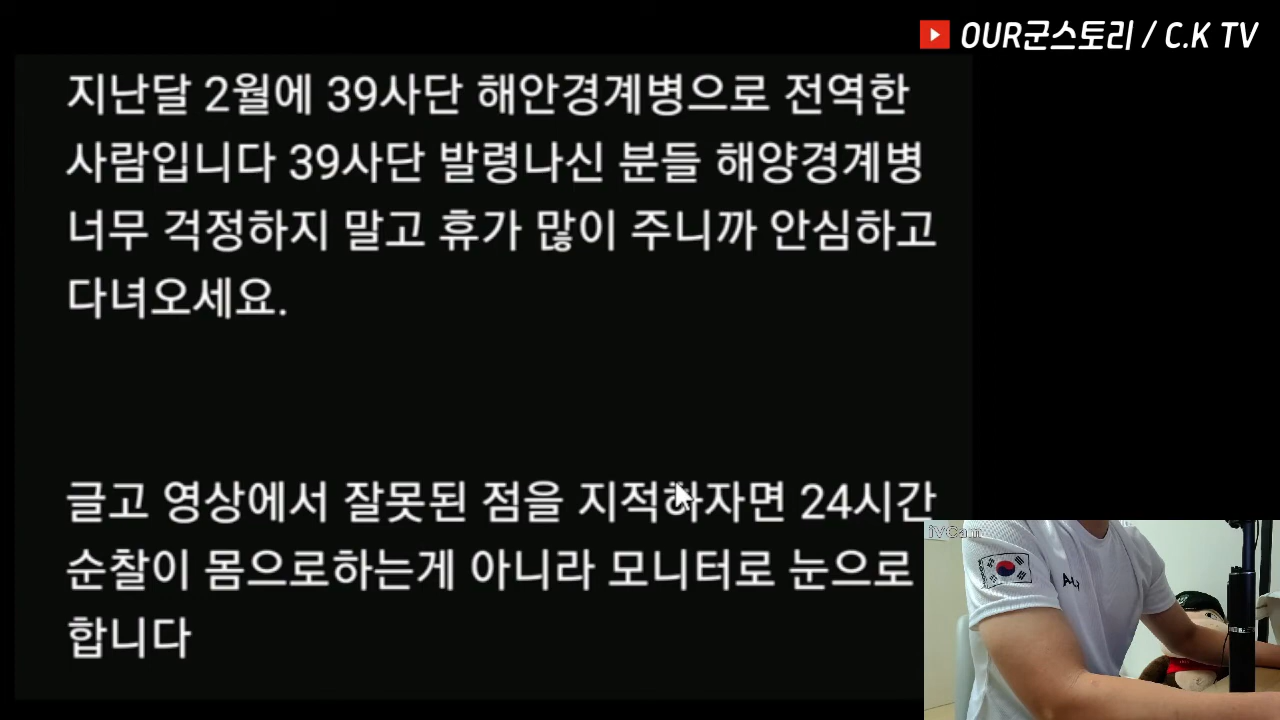 OUR군스토리 / C.K TV
지난달 2월에 39사단 해안경계병으로 전역한
사람입니다 39사단 발령나신 분들 해양경계병
너무 걱정하지 말고 휴가 많이 주니까 안심하고
다녀오세요.
글고 영상에서 잘못된 점을 지적하자면 24시간
순찰이 몸으로하는게 아니라 모니터로 눈으로
합니다
iVCam